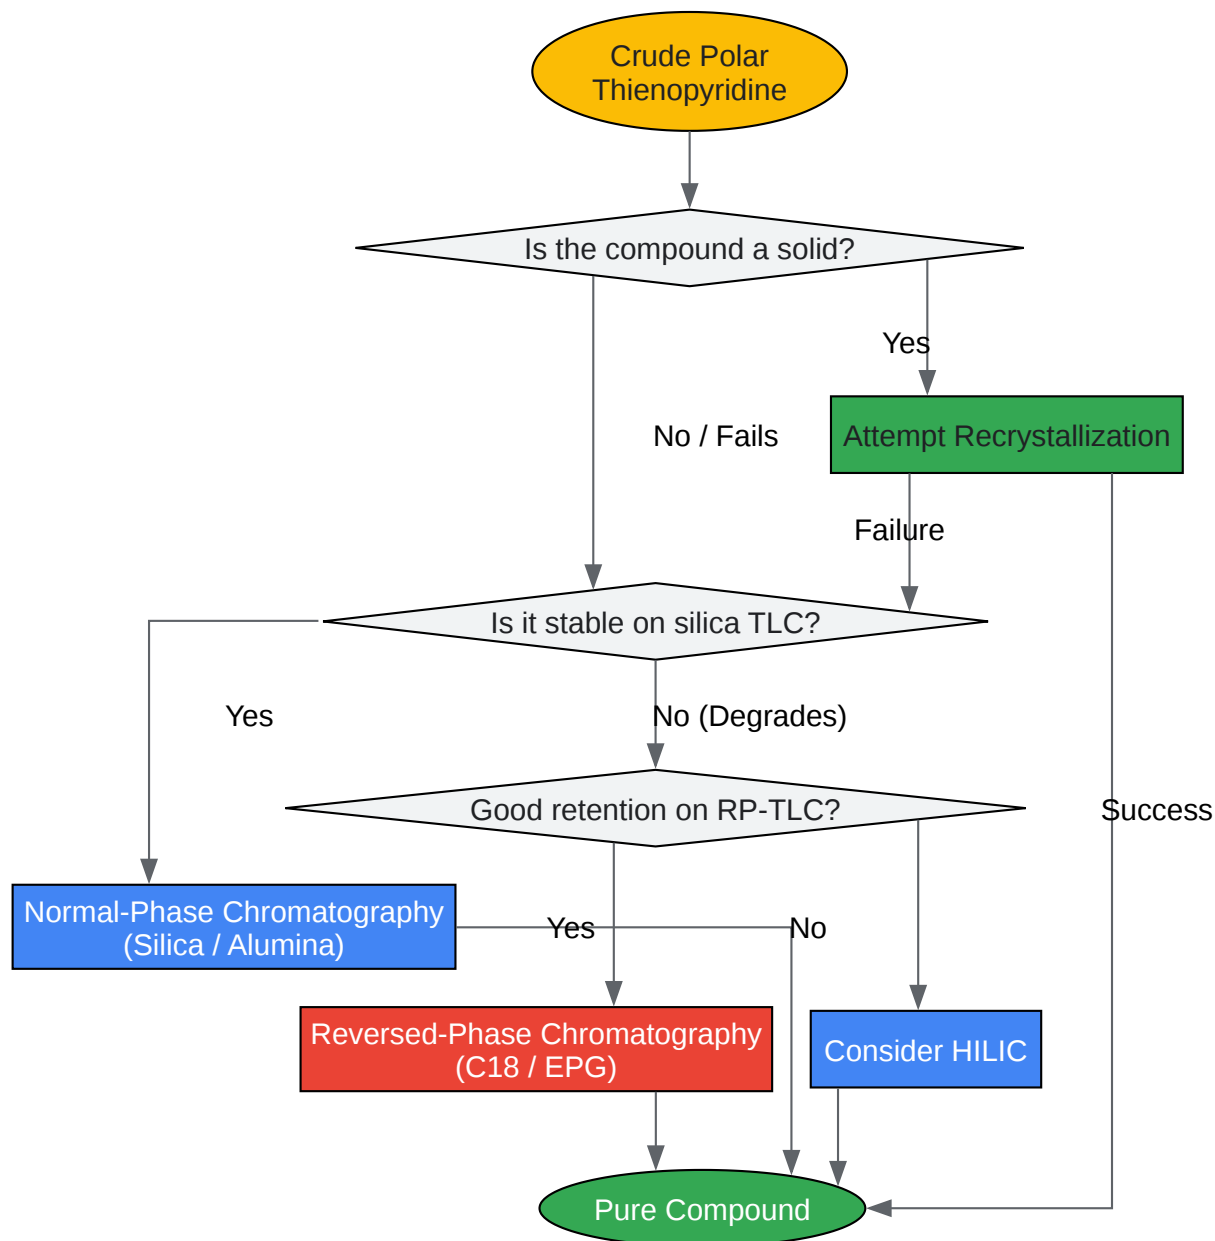 Crude Polar
Thienopyridine
Is the compound a solid?
Yes
No / Fails
Attempt Recrystallization
Failure
Is it stable on silica TLC?
Yes
No (Degrades)
Good retention on RP-TLC?
Success
Normal-Phase Chromatography
(Silica / Alumina)
Yes
No
Reversed-Phase Chromatography
(C18 / EPG)
Consider HILIC
Pure Compound